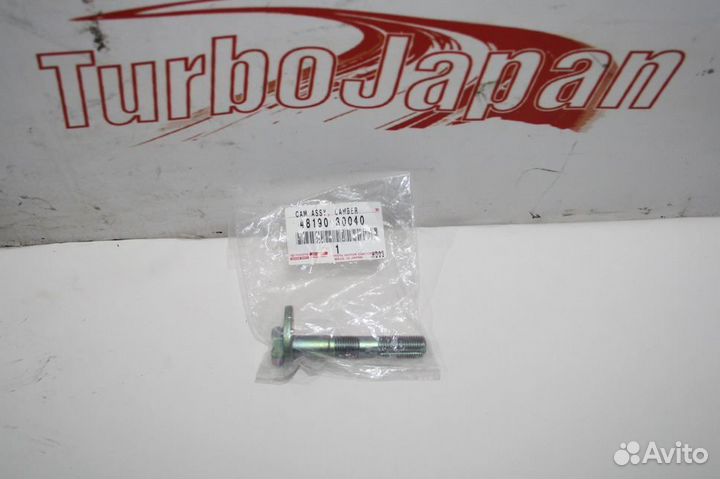 TurboJapan
CAM ASSY, CAMBER
48190 30040
1
Avito